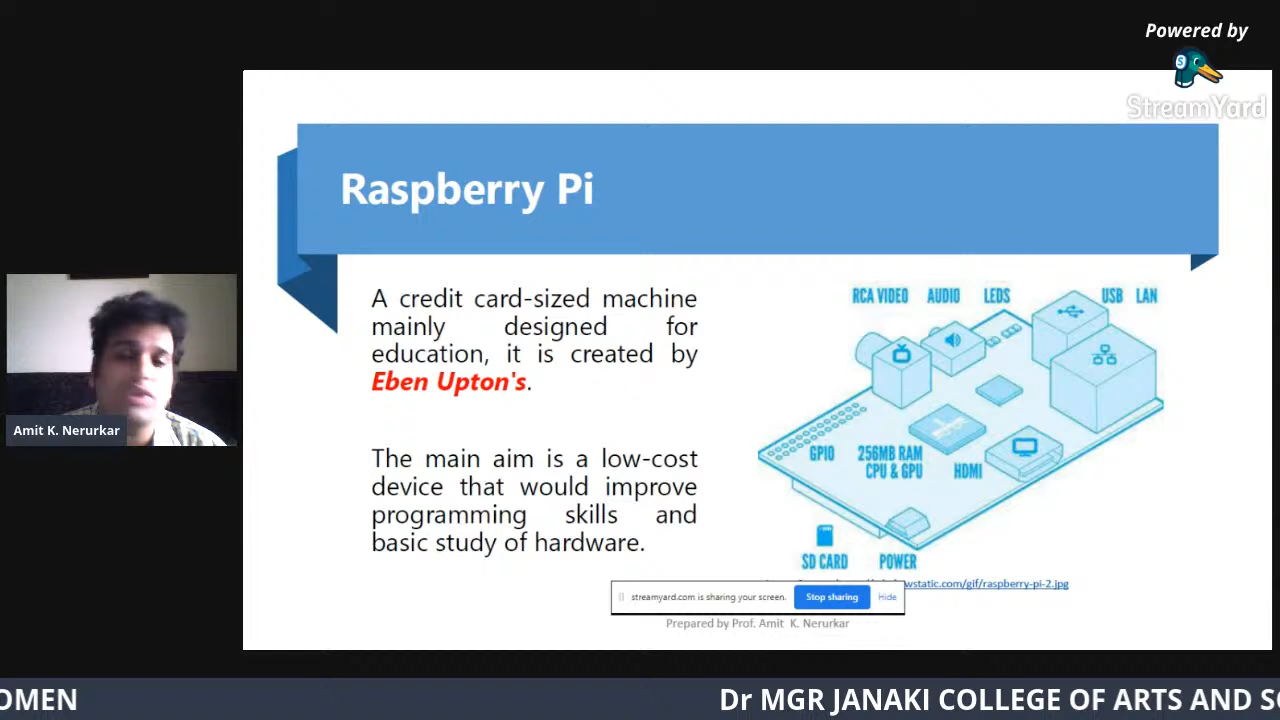 Powered by
StreamYard
Raspberry Pi
A credit card-sized machine
mainly designed for
education, it is created by
Eben Upton's.
The main aim is a low-cost
device that would improve
programming skills and
basic study of hardware.
RCA VIDEO AUDIO LEDS USB LAN
GPIO 256MB RAM
CPU & GPU HDMI
SD CARD POWER
wstatic.com/gif/raspberry-pi-2.jpg
streamyard.com is sharing your screen. Stop sharing Hide
Prepared by Prof. Amit K. Nerurkar
Amit K. Nerurkar
OMEN Dr MGR JANAKI COLLEGE OF ARTS AND SC